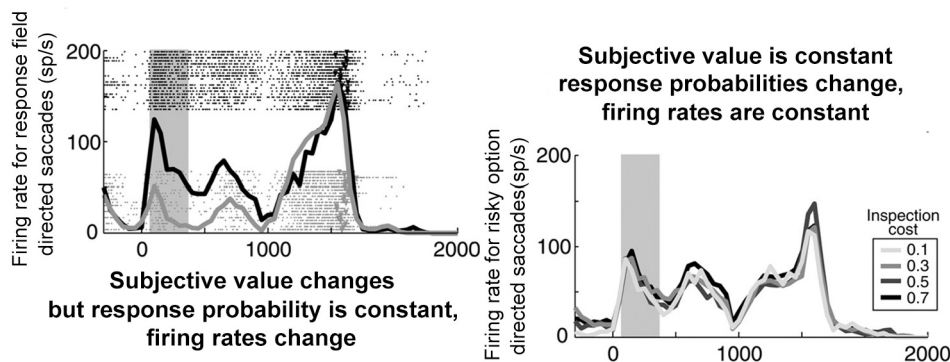 Firing rate for response field
directed saccades (sp/s)
200
100
0
0
1000
2000
Subjective value changes
but response probability is constant,
firing rates change
Subjective value is constant
response probabilities change,
firing rates are constant
Firing rate for risky option
directed saccades(sp/s)
200
100
0
0
1000
2000
Inspection
cost
0.1
0.3
0.5
0.7